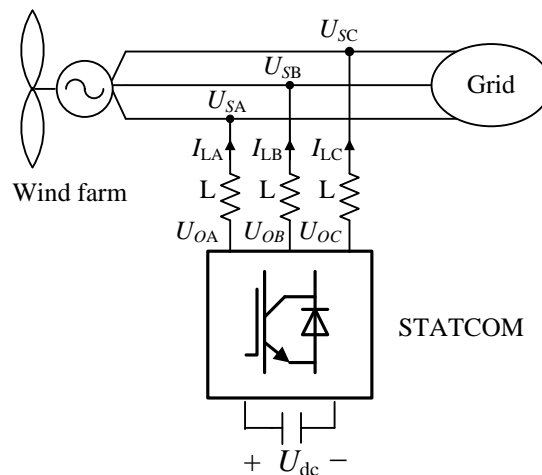 U_SC
U_SB
Grid
U_SA
I_LA I_LB I_LC
L L L
Wind farm
U_OA U_OB U_OC
STATCOM
+ U_dc −